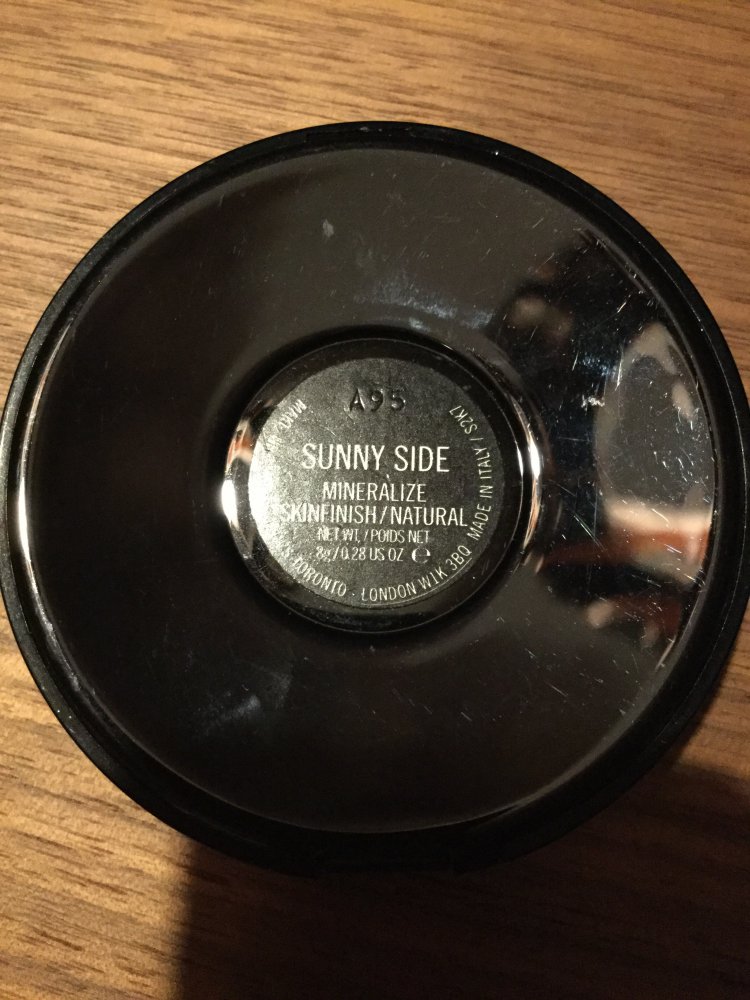 A95
SUNNY SIDE
MINERALIZE
SKINFINISH/NATURAL
NET WT. / POIDS NET
8g / 0.28 US OZ e
TORONTO · LONDON W1K 3BQ MADE IN ITALY / S2K7